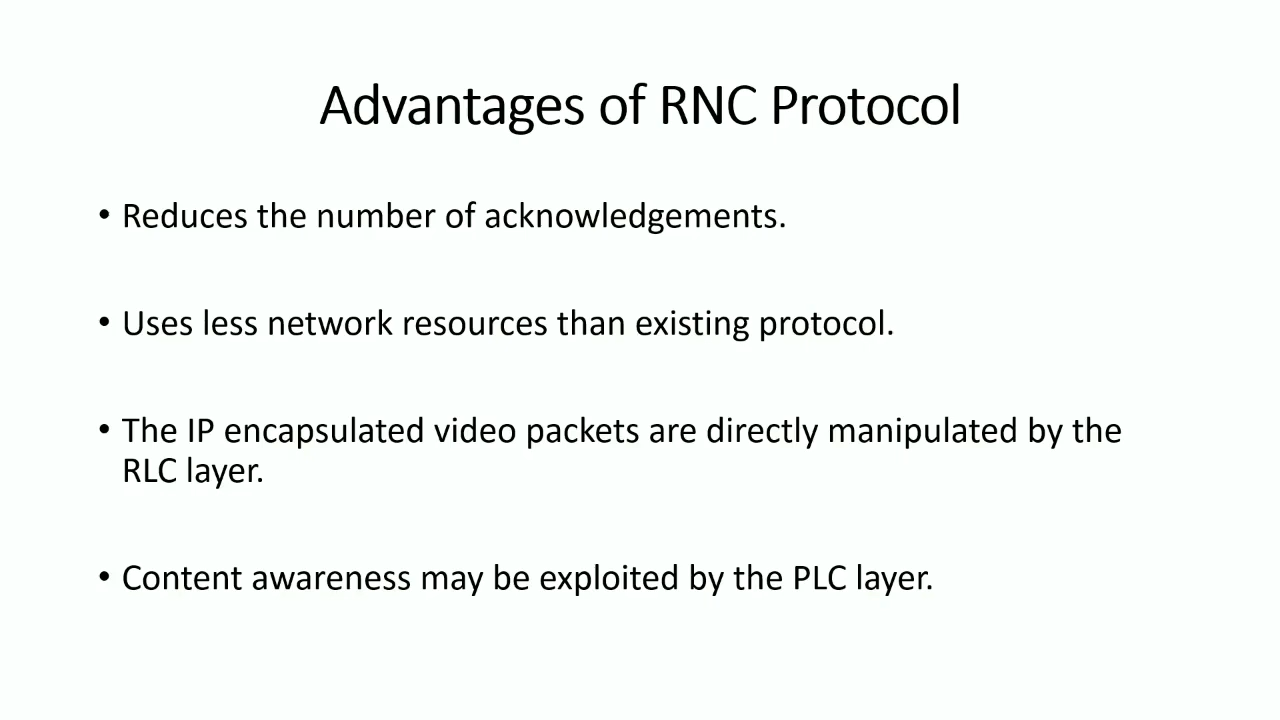 Advantages of RNC Protocol
• Reduces the number of acknowledgements.
• Uses less network resources than existing protocol.
• The IP encapsulated video packets are directly manipulated by the
RLC layer.
• Content awareness may be exploited by the PLC layer.